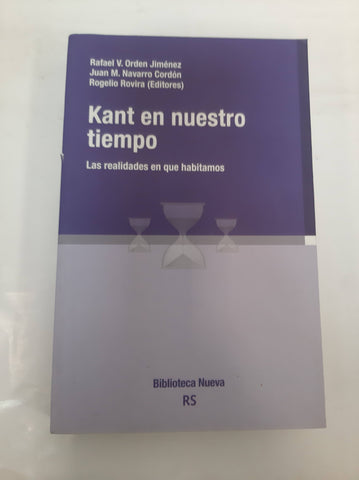 Rafael V. Orden Jiménez
Juan M. Navarro Cordón
Rogelio Rovira (Editores)
Kant en nuestro
tiempo
Las realidades en que habitamos
Biblioteca Nueva
RS